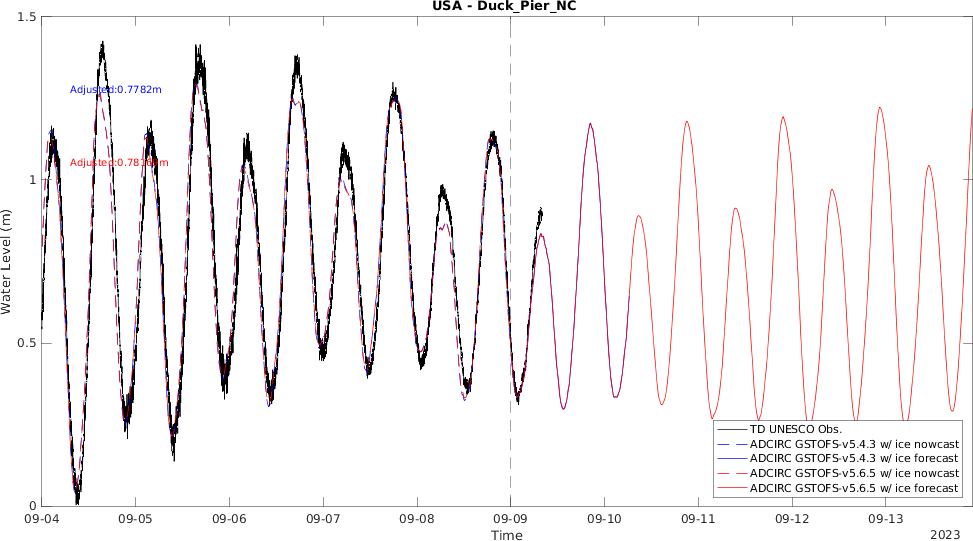 USA - Duck_Pier_NC
1.5
1
0.5
0
Water Level (m)
Adjusted:0.7782m
TD UNESCO Obs.
ADCIRC GSTOFS-v5.4.3 w/ ice nowcast
ADCIRC GSTOFS-v5.4.3 w/ ice forecast
ADCIRC GSTOFS-v5.6.5 w/ ice nowcast
ADCIRC GSTOFS-v5.6.5 w/ ice forecast
09-04 09-05 09-06 09-07 09-08 09-09 09-10 09-11 09-12 09-13
Time
2023